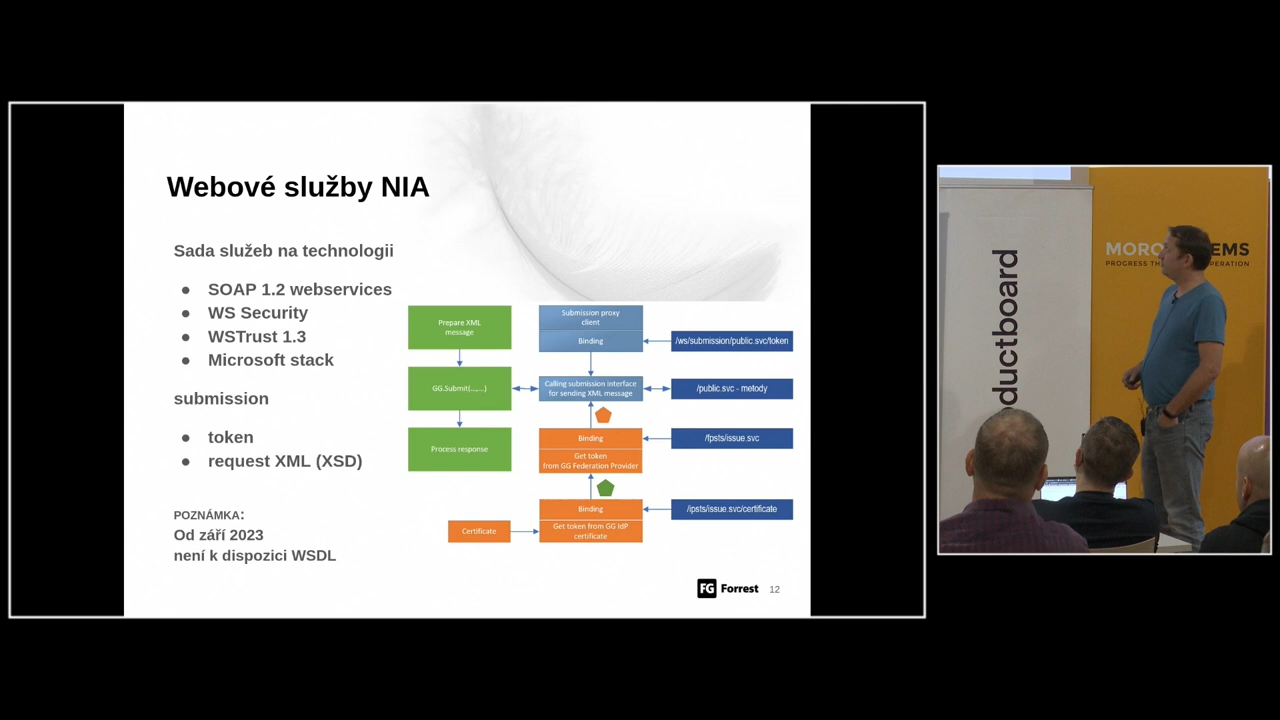 Webové služby NIA
Sada služeb na technologii
● SOAP 1.2 webservices
● WS Security
● WSTrust 1.3
● Microsoft stack
submission
● token
● request XML (XSD)
POZNÁMKA:
Od září 2023
není k dispozici WSDL
Prepare XML
message
GG.Submit(...,...)
Process response
Submission proxy
client
Binding
/ws/submission/public.svc/token
Calling submission interface
for sending XML message
/public.svc - metody
Binding
/fpsts/issue.svc
Get token
from GG Federation Provider
Binding
/ipsts/issue.svc/certificate
Certificate
Get token from GG IdP
certificate
FG Forrest 12
ductboard
PROGRESS